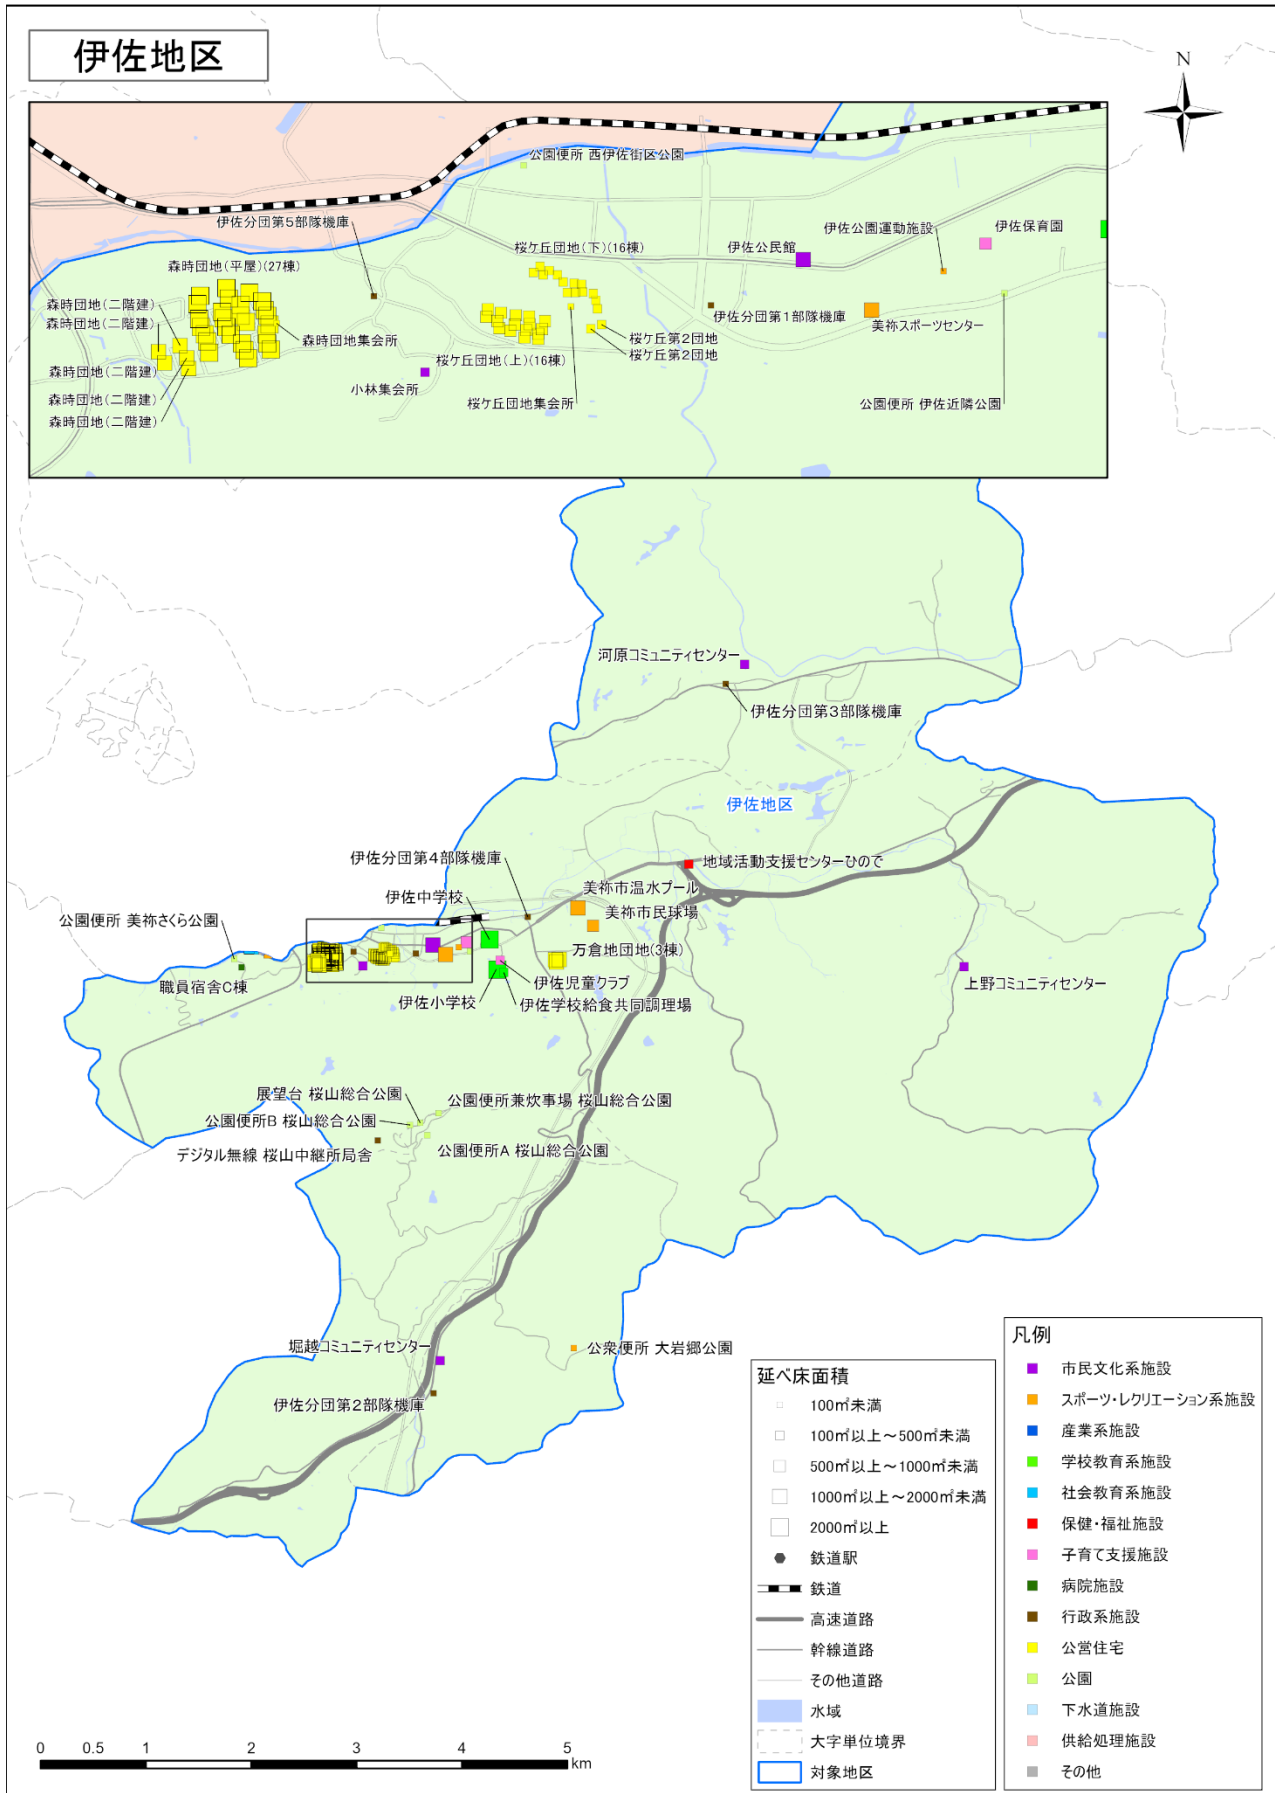 伊佐地区
N
公園便所 西伊佐街区公園
伊佐分団第5部隊機庫
桜ケ丘団地(下)(16棟)
伊佐公民館
伊佐公園運動施設
伊佐保育園
森時団地(平屋)(27棟)
森時団地(二階建)
森時団地(二階建)
森時団地集会所
伊佐分団第1部隊機庫
美祢スポーツセンター
桜ケ丘第2団地
桜ケ丘第2団地
森時団地(二階建)
桜ケ丘団地(上)(16棟)
小林集会所
森時団地(二階建)
桜ケ丘団地集会所
公園便所 伊佐近隣公園
森時団地(二階建)
河原コミュニティセンター
伊佐分団第3部隊機庫
伊佐地区
伊佐分団第4部隊機庫
地域活動支援センターひので
伊佐中学校
美祢市温水プール
美祢市民球場
公園便所 美祢さくら公園
万倉地団地(3棟)
職員宿舎C棟
伊佐児童クラブ
上野コミュニティセンター
伊佐小学校
伊佐学校給食共同調理場
展望台 桜山総合公園
公園便所兼炊事場 桜山総合公園
公園便所B 桜山総合公園
公園便所A 桜山総合公園
デジタル無線 桜山中継所局舎
堀越コミュニティセンター
公衆便所 大岩郷公園
伊佐分団第2部隊機庫
延べ床面積
100㎡未満
100㎡以上～500㎡未満
500㎡以上～1000㎡未満
1000㎡以上～2000㎡未満
2000㎡以上
鉄道駅
鉄道
高速道路
幹線道路
その他道路
水域
大字単位境界
対象地区
凡例
市民文化系施設
スポーツ・レクリエーション系施設
産業系施設
学校教育系施設
社会教育系施設
保健・福祉施設
子育て支援施設
病院施設
行政系施設
公営住宅
公園
下水道施設
供給処理施設
その他
0 0.5 1 2 3 4 5
km